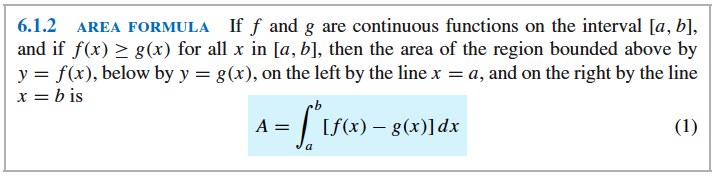 6.1.2 AREA FORMULA If f and g are continuous functions on the interval [a, b],
and if f(x) ≥ g(x) for all x in [a, b], then the area of the region bounded above by
y = f(x), below by y = g(x), on the left by the line x = a, and on the right by the line
x = b is
A = ∫_a^b [f(x) − g(x)] dx (1)